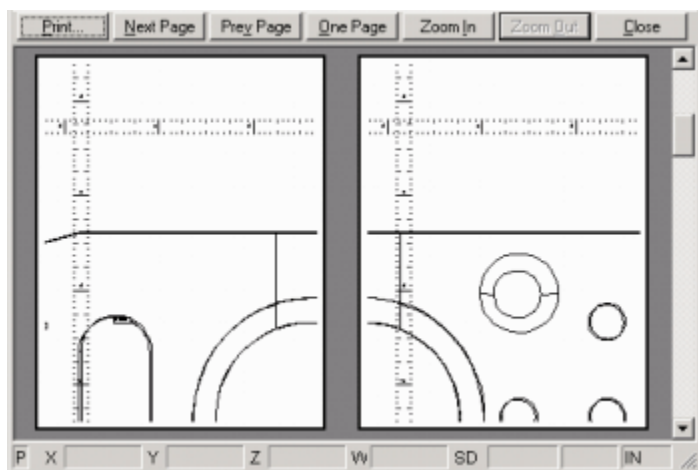 Print... Next Page Prev Page One Page Zoom In Zoom Out Close
P X Y Z W SD IN